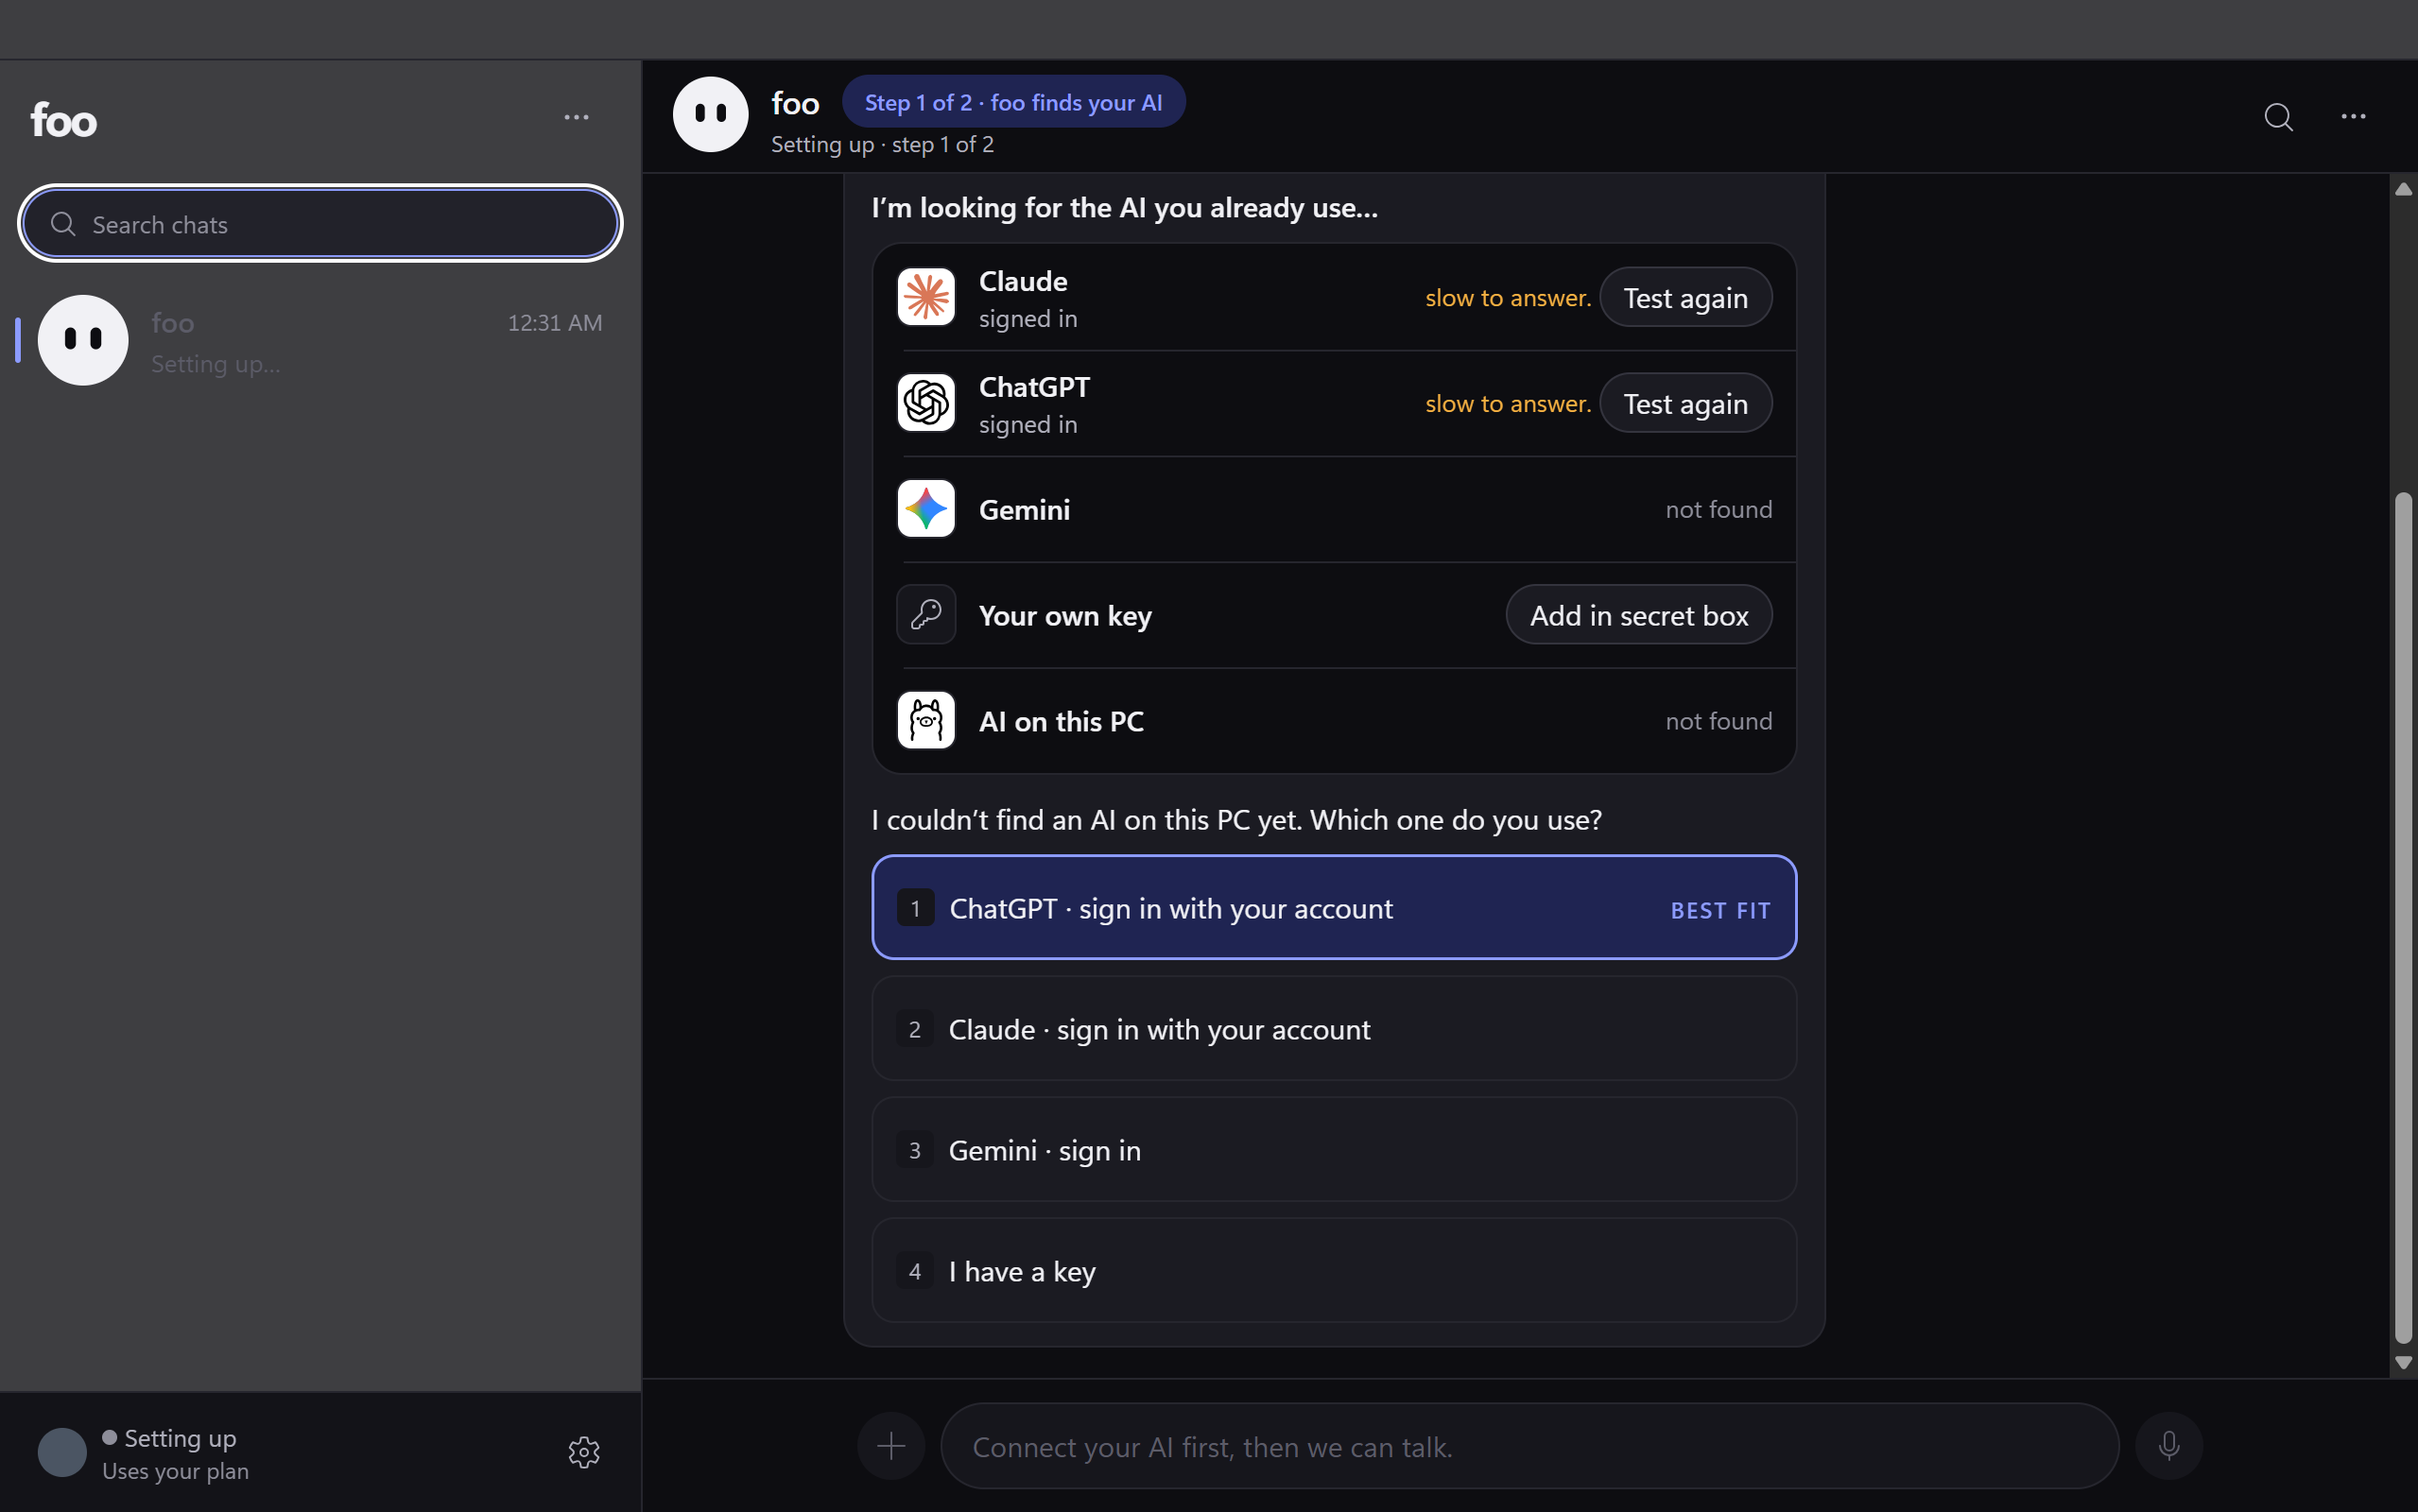 foo
Search chats
foo
12:31 AM
Setting up...
Setting up
Uses your plan
foo
Step 1 of 2 · foo finds your AI
Setting up · step 1 of 2
I’m looking for the AI you already use...
Claude
signed in
slow to answer.
Test again
ChatGPT
signed in
slow to answer.
Test again
Gemini
not found
Your own key
Add in secret box
AI on this PC
not found
I couldn’t find an AI on this PC yet. Which one do you use?
1 ChatGPT · sign in with your account BEST FIT
2 Claude · sign in with your account
3 Gemini · sign in
4 I have a key
Connect your AI first, then we can talk.